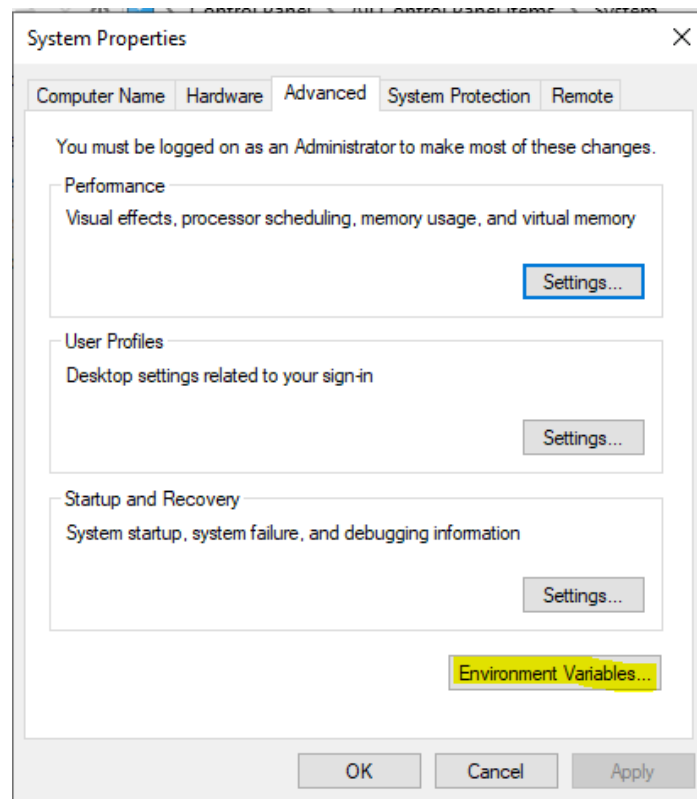 System Properties
Computer Name Hardware Advanced System Protection Remote
You must be logged on as an Administrator to make most of these changes.
Performance
Visual effects, processor scheduling, memory usage, and virtual memory
Settings...
User Profiles
Desktop settings related to your sign-in
Settings...
Startup and Recovery
System startup, system failure, and debugging information
Settings...
Environment Variables...
OK Cancel Apply